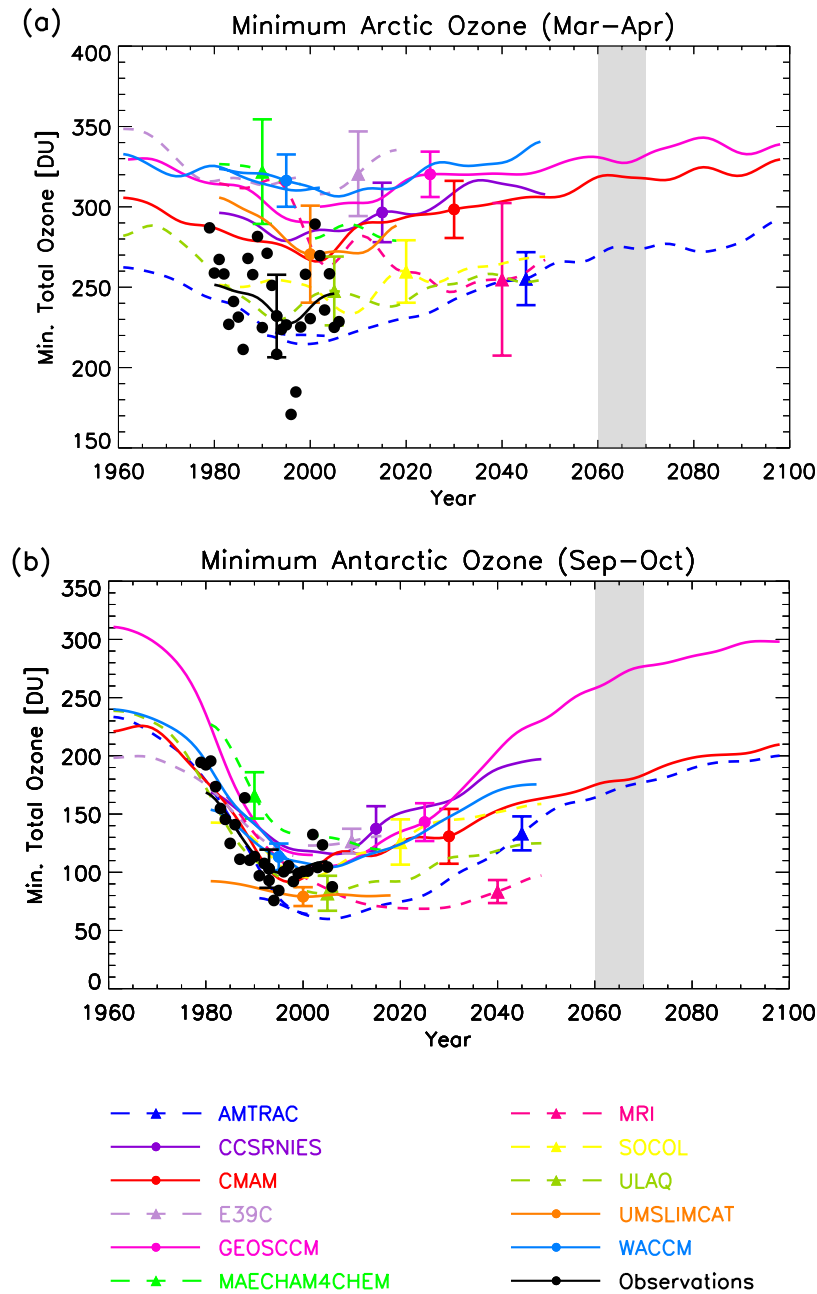 (a)
Minimum Arctic Ozone (Mar-Apr)
Min. Total Ozone [DU]
400
350
300
250
200
150
1960 1980 2000 2020 2040 2060 2080 2100
Year
(b)
Minimum Antarctic Ozone (Sep-Oct)
Min. Total Ozone [DU]
350
300
250
200
150
100
50
0
1960 1980 2000 2020 2040 2060 2080 2100
Year
AMTRAC
CCSRNIES
CMAM
E39C
GEOSCCM
MAECHAM4CHEM
MRI
SOCOL
ULAQ
UMSLIMCAT
WACCM
Observations